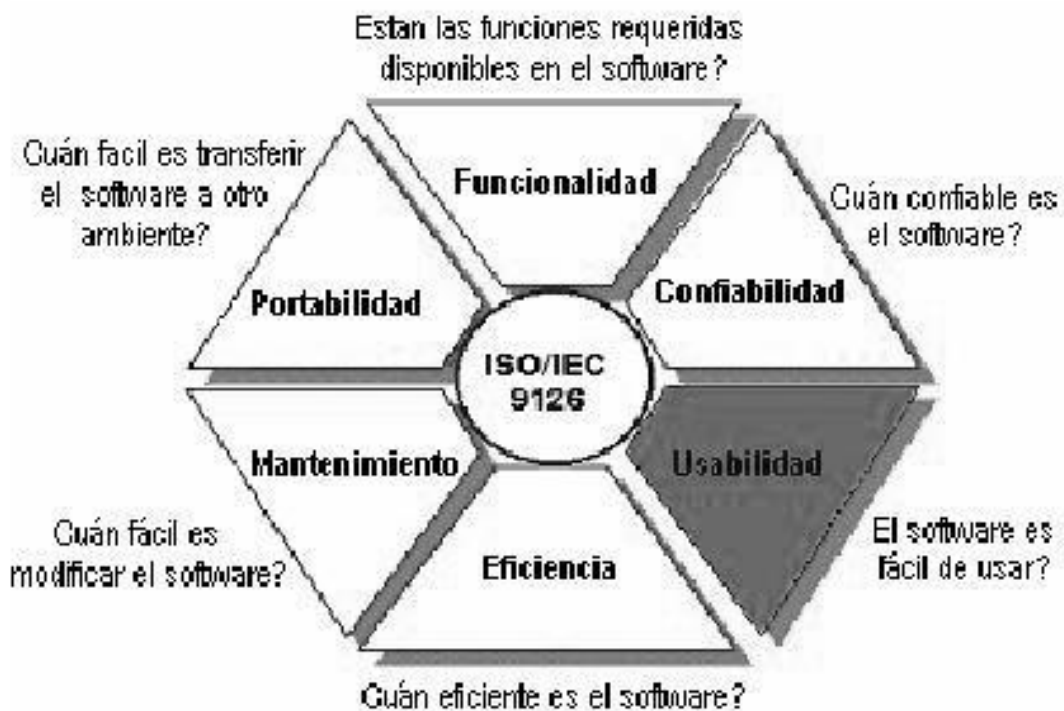 Estan las funciones requeridas
disponibles en el software?
Funcionalidad
Cuán confiable es
el software?
Confiabilidad
Usabilidad
El software es
fácil de usar?
Eficiencia
Cuán eficiente es el software?
Mantenimiento
Cuán fácil es
modificar el software?
Portabilidad
Cuán facil es transferir
el software a otro
ambiente?
ISO/IEC
9126